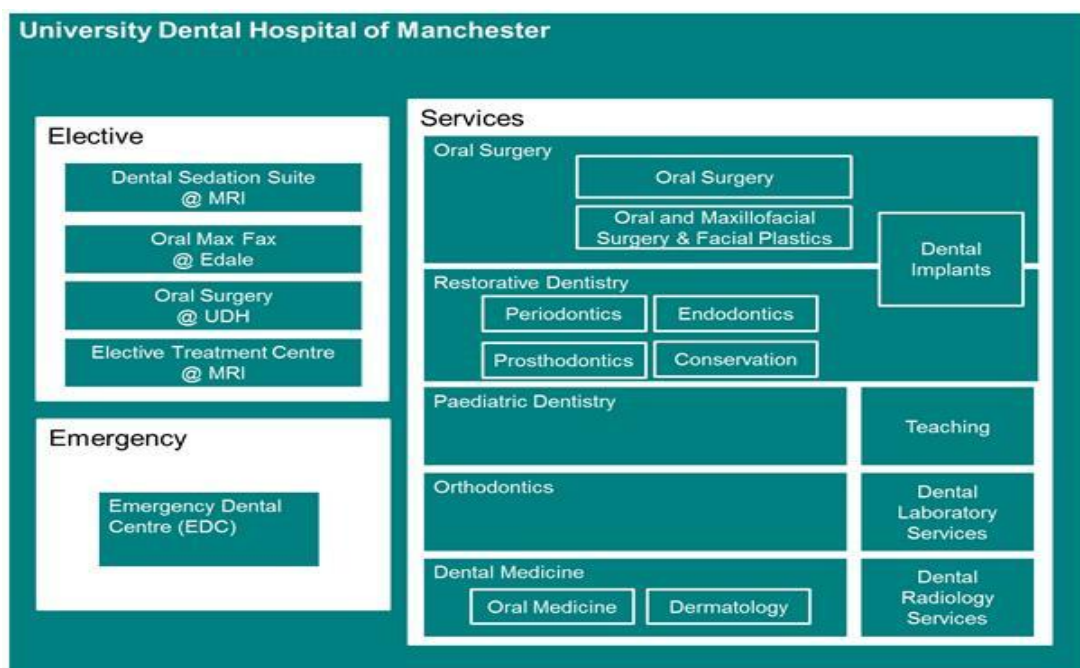 University Dental Hospital of Manchester
Elective
Dental Sedation Suite
@ MRI
Oral Max Fax
@ Edale
Oral Surgery
@ UDH
Elective Treatment Centre
@ MRI
Emergency
Emergency Dental
Centre (EDC)
Services
Oral Surgery
Oral Surgery
Oral and Maxillofacial
Surgery & Facial Plastics
Dental
Implants
Restorative Dentistry
Periodontics
Endodontics
Prosthodontics
Conservation
Paediatric Dentistry
Teaching
Orthodontics
Dental
Laboratory
Services
Dental Medicine
Oral Medicine
Dermatology
Dental
Radiology
Services